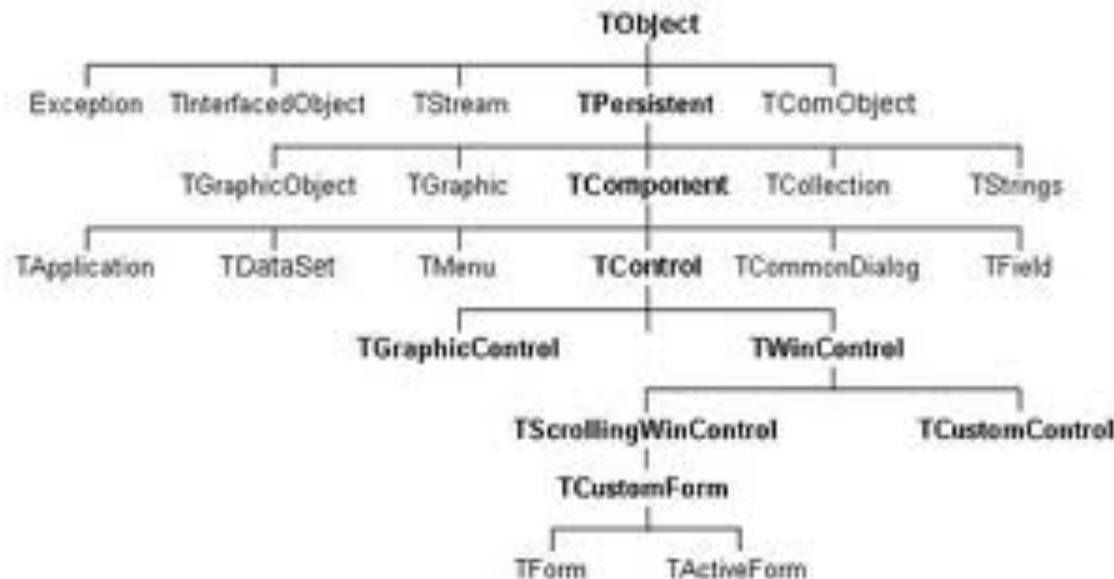 TObject
Exception TInterfacedObject TStream TPersistent TComObject
TGraphicObject TGraphic TComponent TCollection TStrings
TApplication TDataSet TMenu TControl TCommonDialog TField
TGraphicControl TWinControl
TScrollingWinControl TCustomControl
TCustomForm
TForm TActiveForm